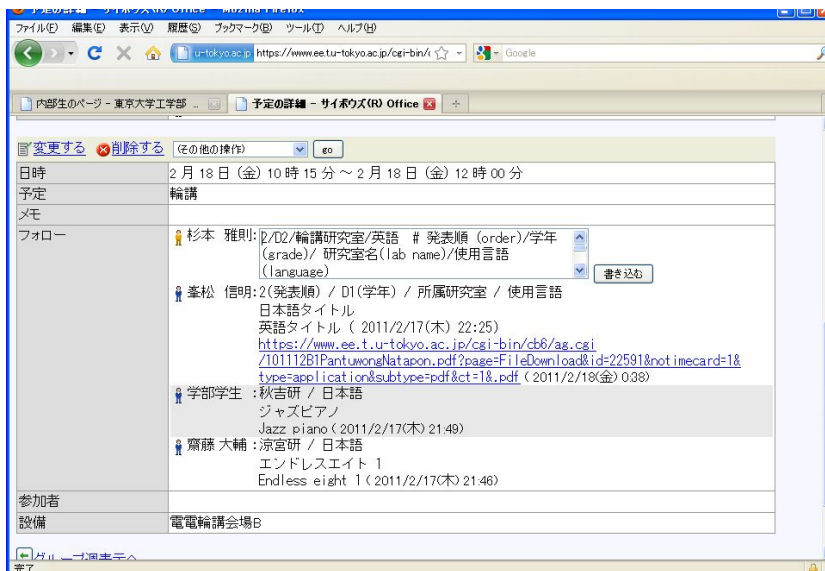 予定の詳細 - サイボウズ(R) Office - Mozilla Firefox
ファイル(F) 編集(E) 表示(V) 履歴(S) ブックマーク(B) ツール(T) ヘルプ(H)
u-tokyo.ac.jp https://www.ee.t.u-tokyo.ac.jp/cgi-bin/ Google
内部生のページ - 東京大学工学部 ... 予定の詳細 - サイボウズ(R) Office
変更する 削除する (その他の操作) go
日時 2 月 18 日 (金) 10 時 15 分 ～ 2 月 18 日 (金) 12 時 00 分
予定 輪講
メモ
フォロー 杉本 雅則: 2/D2/輪講研究室/英語 # 発表順 (order)/学年
(grade)/ 研究室名(lab name)/使用言語
(language) 書き込む
峯松 信明:2(発表順) / D1(学年) / 所属研究室 / 使用言語
日本語タイトル
英語タイトル ( 2011/2/17(木) 22:25)
https://www.ee.t.u-tokyo.ac.jp/cgi-bin/cb6/ag.cgi
/101112B1PantuwongNatapon.pdf?page=FileDownload&id=22591&notimecard=1&
type=application&subtype=pdf&ct=1&.pdf ( 2011/2/18(金) 0:38)
学部学生 :秋吉研 / 日本語
ジャズピアノ
Jazz piano ( 2011/2/17(木) 21:49)
齋藤 大輔 :涼宮研 / 日本語
エンドレスエイト 1
Endless eight 1 ( 2011/2/17(木) 21:46)
参加者
設備 電電輪講会場B
グループ週表示へ
完了